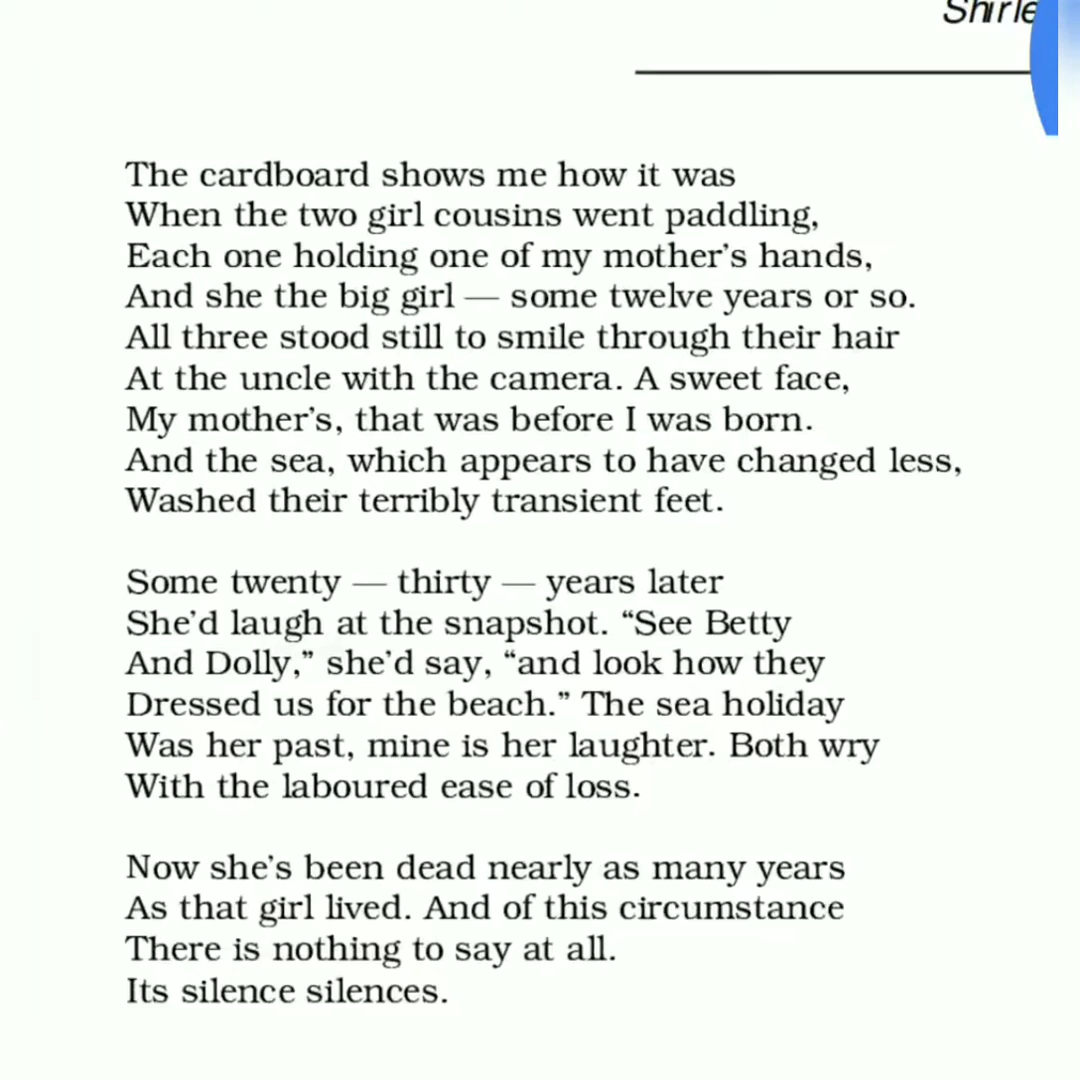 The cardboard shows me how it was
When the two girl cousins went paddling,
Each one holding one of my mother's hands,
And she the big girl — some twelve years or so.
All three stood still to smile through their hair
At the uncle with the camera. A sweet face,
My mother's, that was before I was born.
And the sea, which appears to have changed less,
Washed their terribly transient feet.

Some twenty — thirty — years later
She'd laugh at the snapshot. “See Betty
And Dolly,” she'd say, “and look how they
Dressed us for the beach.” The sea holiday
Was her past, mine is her laughter. Both wry
With the laboured ease of loss.

Now she's been dead nearly as many years
As that girl lived. And of this circumstance
There is nothing to say at all.
Its silence silences.